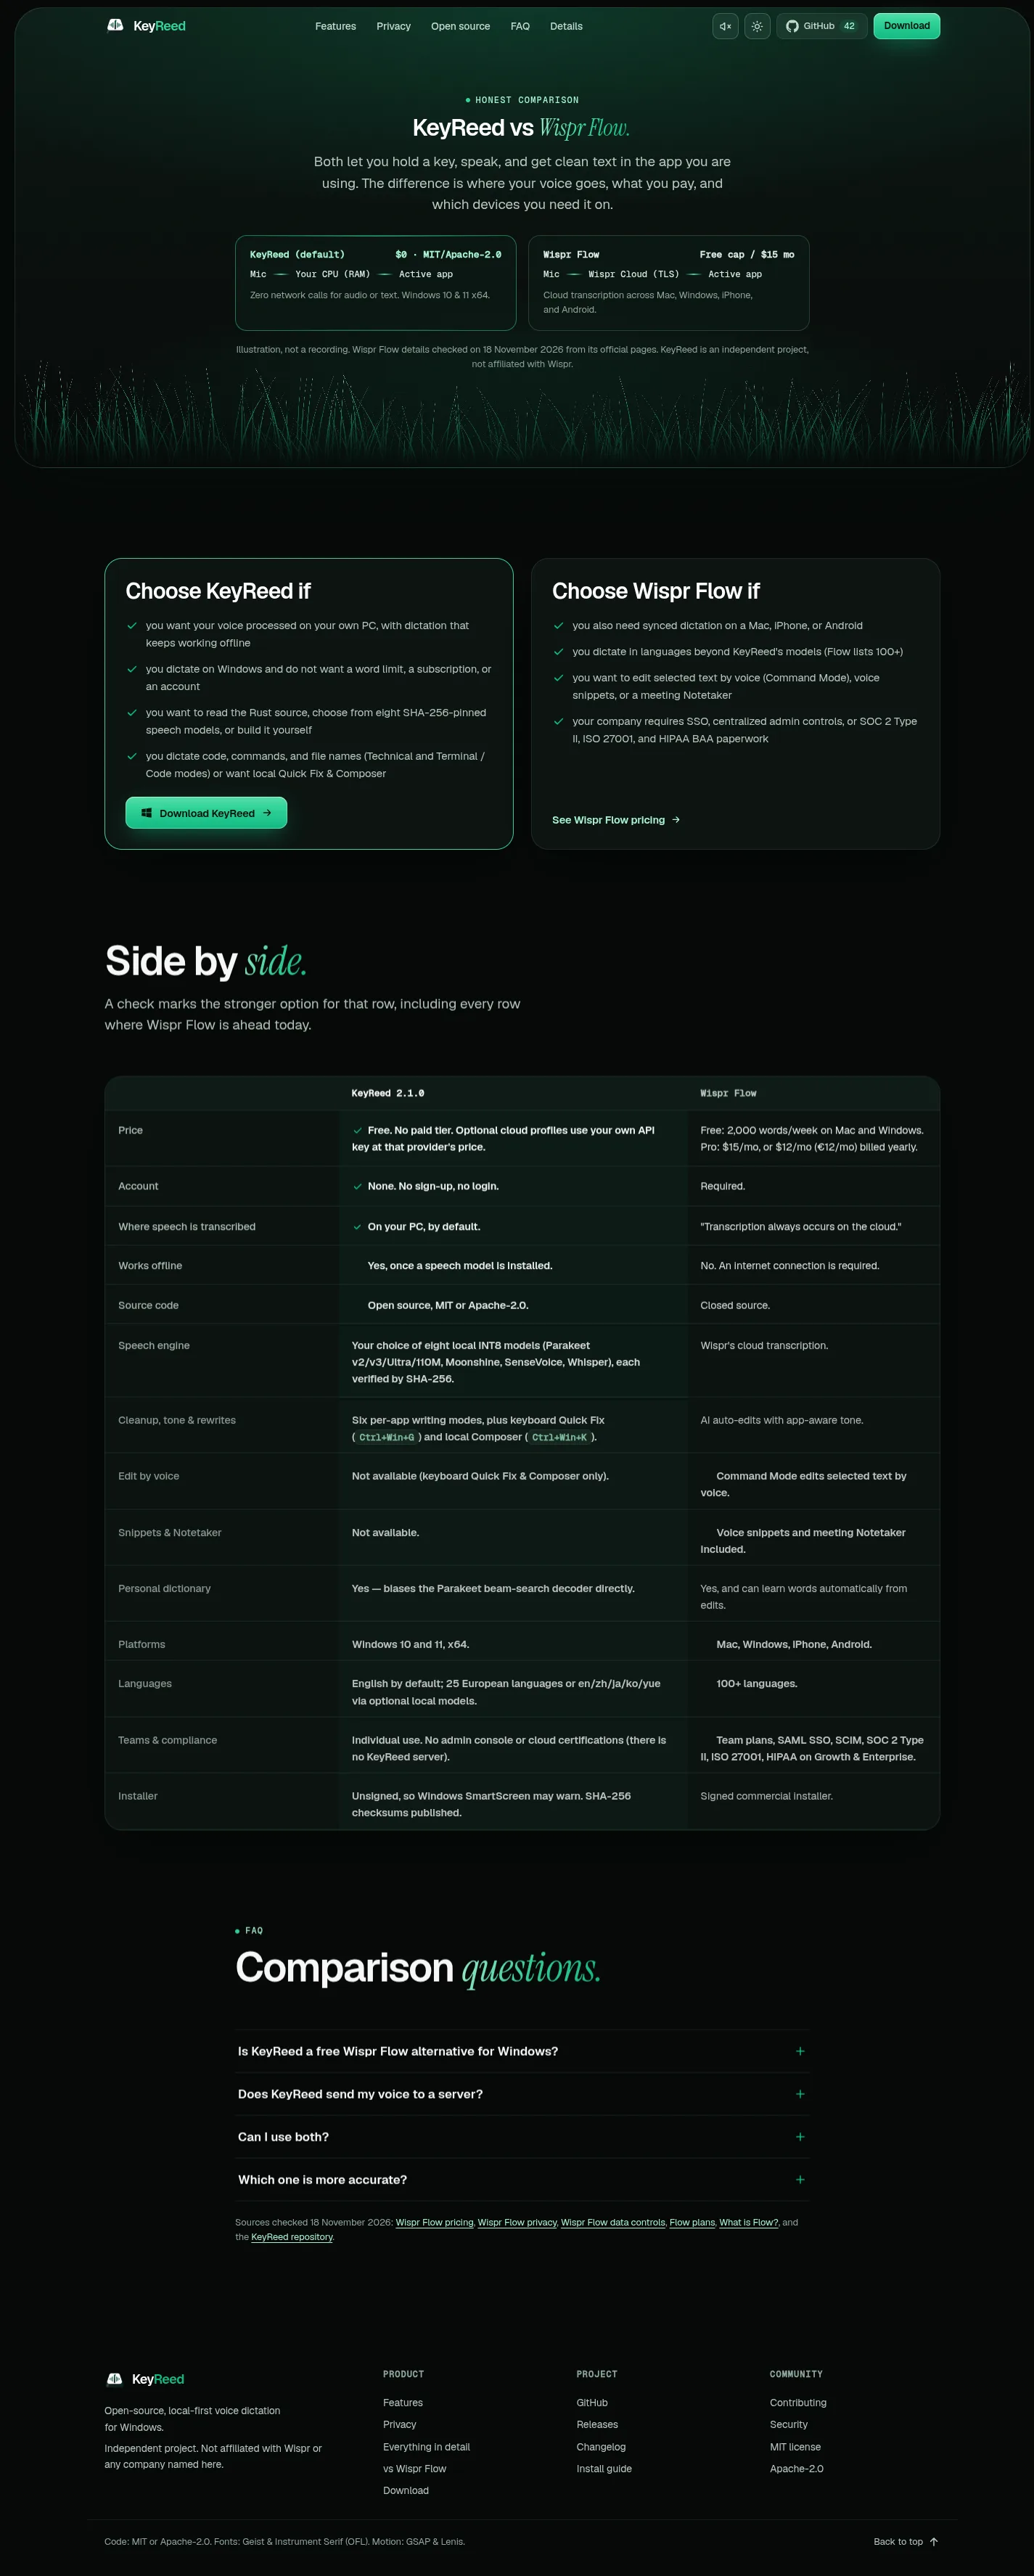 KeyReed
Features
Privacy
Open source
FAQ
Details
GitHub 42
Download
HONEST COMPARISON
KeyReed vs Wispr Flow.
Both let you hold a key, speak, and get clean text in the app you are
using. The difference is where your voice goes, what you pay, and
which devices you need it on.
KeyReed (default) $0 · MIT/Apache-2.0
Mic Your CPU (RAM) Active app
Zero network calls for audio or text. Windows 10 & 11 x64.
Wispr Flow Free cap / $15 mo
Mic Wispr Cloud (TLS) Active app
Cloud transcription across Mac, Windows, iPhone,
and Android.
Illustration, not a recording. Wispr Flow details checked on 18 November 2026 from its official pages. KeyReed is an independent project,
not affiliated with Wispr.
Choose KeyReed if
you want your voice processed on your own PC, with dictation that
keeps working offline
you dictate on Windows and do not want a word limit, a subscription, or
an account
you want to read the Rust source, choose from eight SHA-256-pinned
speech models, or build it yourself
you dictate code, commands, and file names (Technical and Terminal /
Code modes) or want local Quick Fix & Composer
Download KeyReed →
Choose Wispr Flow if
you also need synced dictation on a Mac, iPhone, or Android
you dictate in languages beyond KeyReed's models (Flow lists 100+)
you want to edit selected text by voice (Command Mode), voice
snippets, or a meeting Notetaker
your company requires SSO, centralized admin controls, or SOC 2 Type
II, ISO 27001, and HIPAA BAA paperwork
See Wispr Flow pricing →
Side by side.
A check marks the stronger option for that row, including every row
where Wispr Flow is ahead today.
KeyReed 2.1.0
Wispr Flow
Price
Free. No paid tier. Optional cloud profiles use your own API
key at that provider's price.
Free: 2,000 words/week on Mac and Windows.
Pro: $15/mo, or $12/mo (€12/mo) billed yearly.
Account
None. No sign-up, no login.
Required.
Where speech is transcribed
On your PC, by default.
"Transcription always occurs on the cloud."
Works offline
Yes, once a speech model is installed.
No. An internet connection is required.
Source code
Open source, MIT or Apache-2.0.
Closed source.
Speech engine
Your choice of eight local INT8 models (Parakeet
v2/v3/Ultra/110M, Moonshine, SenseVoice, Whisper), each
verified by SHA-256.
Wispr's cloud transcription.
Cleanup, tone & rewrites
Six per-app writing modes, plus keyboard Quick Fix
( Ctrl+Win+G ) and local Composer ( Ctrl+Win+K ).
AI auto-edits with app-aware tone.
Edit by voice
Not available (keyboard Quick Fix & Composer only).
Command Mode edits selected text by
voice.
Snippets & Notetaker
Not available.
Voice snippets and meeting Notetaker
included.
Personal dictionary
Yes — biases the Parakeet beam-search decoder directly.
Yes, and can learn words automatically from
edits.
Platforms
Windows 10 and 11, x64.
Mac, Windows, iPhone, Android.
Languages
English by default; 25 European languages or en/zh/ja/ko/yue
via optional local models.
100+ languages.
Teams & compliance
Individual use. No admin console or cloud certifications (there is
no KeyReed server).
Team plans, SAML SSO, SCIM, SOC 2 Type
II, ISO 27001, HIPAA on Growth & Enterprise.
Installer
Unsigned, so Windows SmartScreen may warn. SHA-256
checksums published.
Signed commercial installer.
FAQ
Comparison questions.
Is KeyReed a free Wispr Flow alternative for Windows? +
Does KeyReed send my voice to a server? +
Can I use both? +
Which one is more accurate? +
Sources checked 18 November 2026: Wispr Flow pricing, Wispr Flow privacy, Wispr Flow data controls, Flow plans, What is Flow?, and
the KeyReed repository.
KeyReed
Open-source, local-first voice dictation
for Windows.
Independent project. Not affiliated with Wispr or
any company named here.
PRODUCT
Features
Privacy
Everything in detail
vs Wispr Flow
Download
PROJECT
GitHub
Releases
Changelog
Install guide
COMMUNITY
Contributing
Security
MIT license
Apache-2.0
Code: MIT or Apache-2.0. Fonts: Geist & Instrument Serif (OFL). Motion: GSAP & Lenis.
Back to top ↑